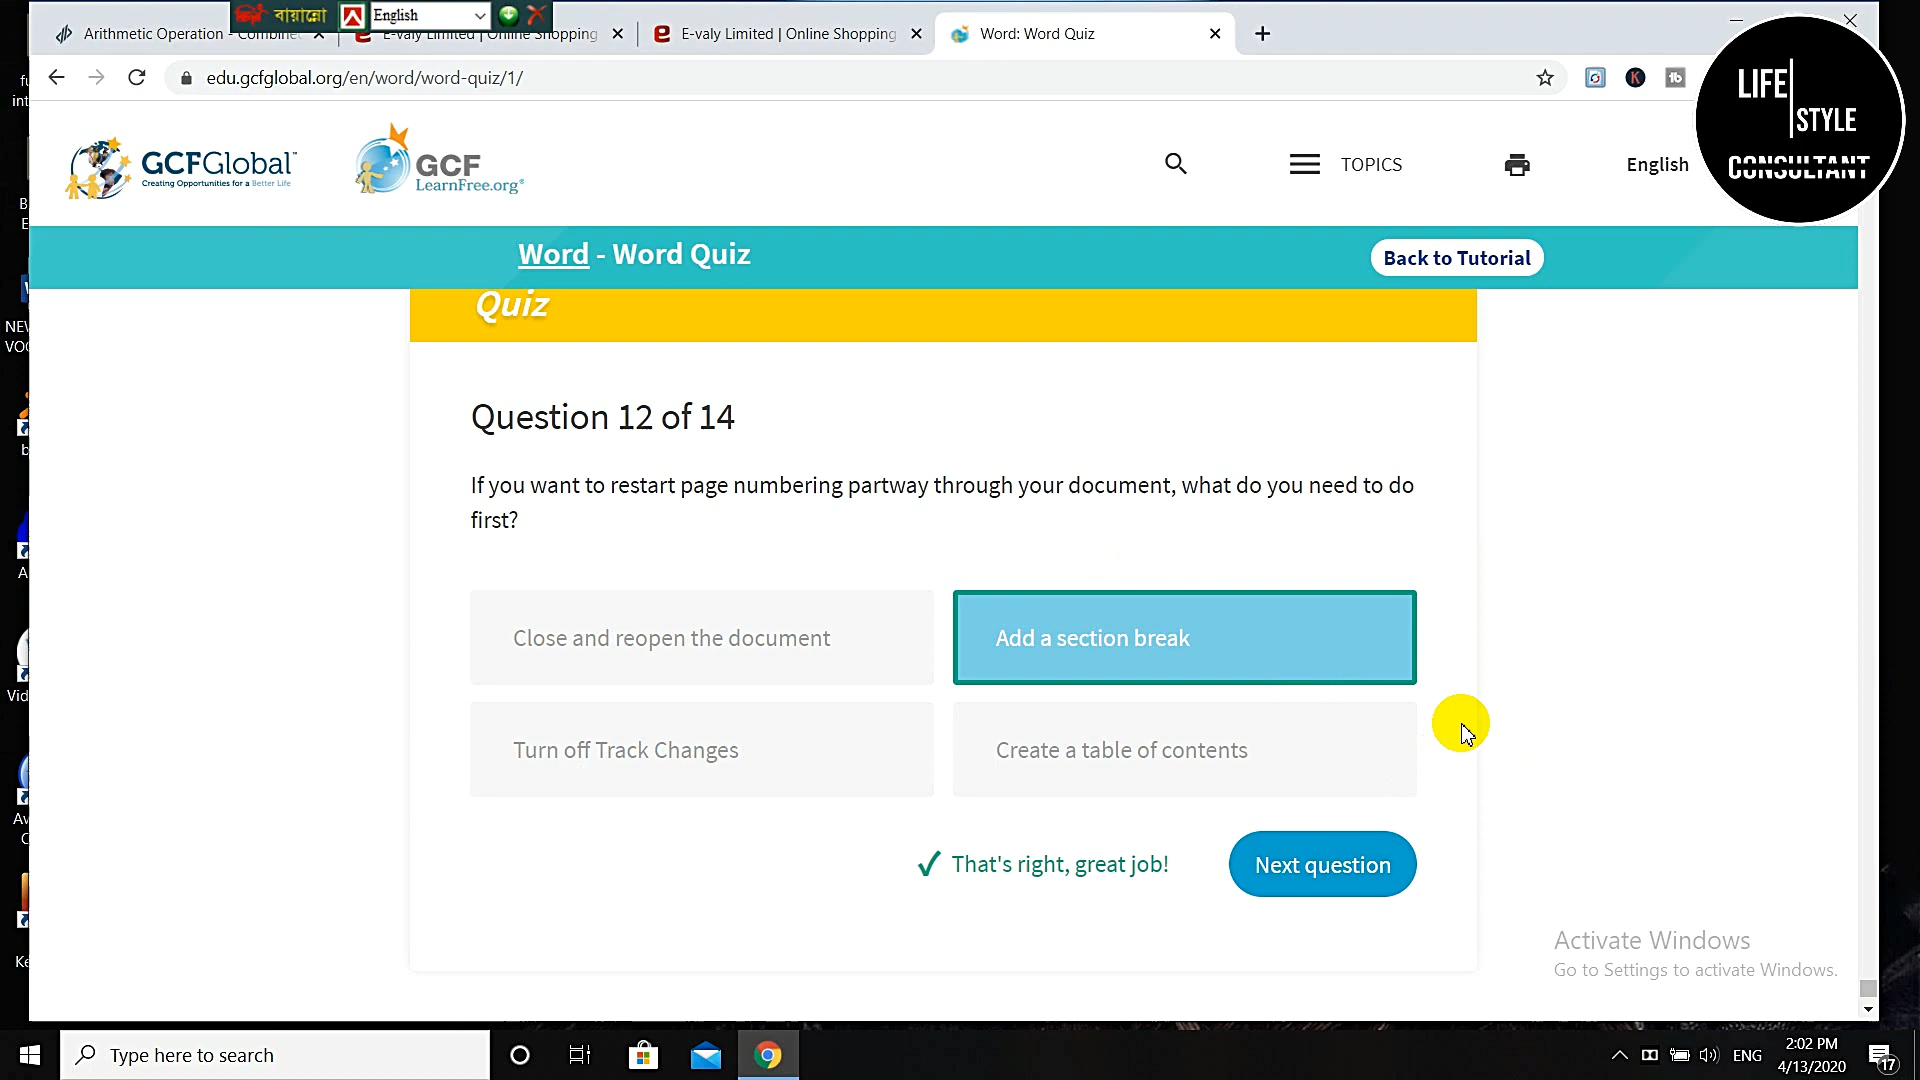 বায়ান্নো
English
Arithmetic Operation - Combine
E-valy Limited | Online Shopping
E-valy Limited | Online Shopping
Word: Word Quiz
edu.gcfglobal.org/en/word/word-quiz/1/
LIFE
STYLE
CONSULTANT
GCFGlobal™
Creating Opportunities for a Better Life
GCF
LearnFree.org®
TOPICS
English
Word - Word Quiz
Back to Tutorial
Quiz
Question 12 of 14
If you want to restart page numbering partway through your document, what do you need to do
first?
Close and reopen the document
Add a section break
Turn off Track Changes
Create a table of contents
That's right, great job!
Next question
Activate Windows
Go to Settings to activate Windows.
Type here to search
ENG
2:02 PM
4/13/2020
17